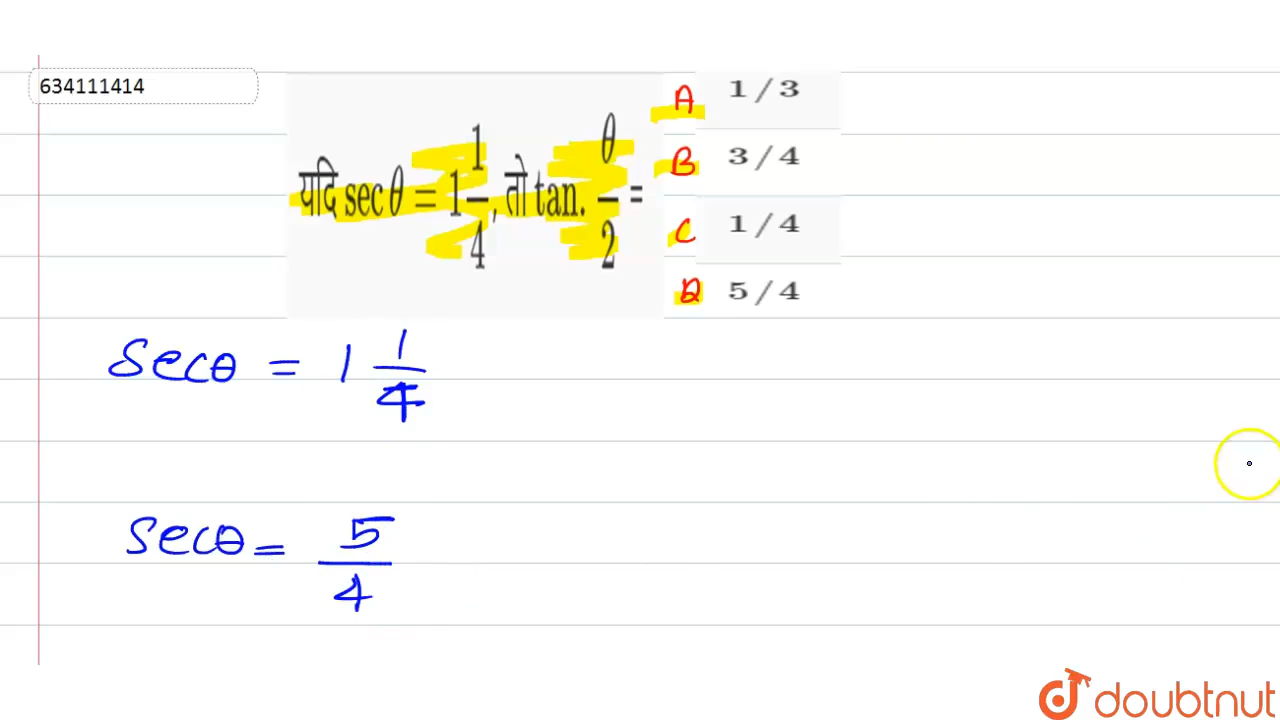 634111414
यदि sec θ = 1 1/4, तो tan. θ/2 =
A 1 / 3
B 3 / 4
C 1 / 4
D 5 / 4
Secθ = 1 1/4
Secθ = 5/4
doubtnut